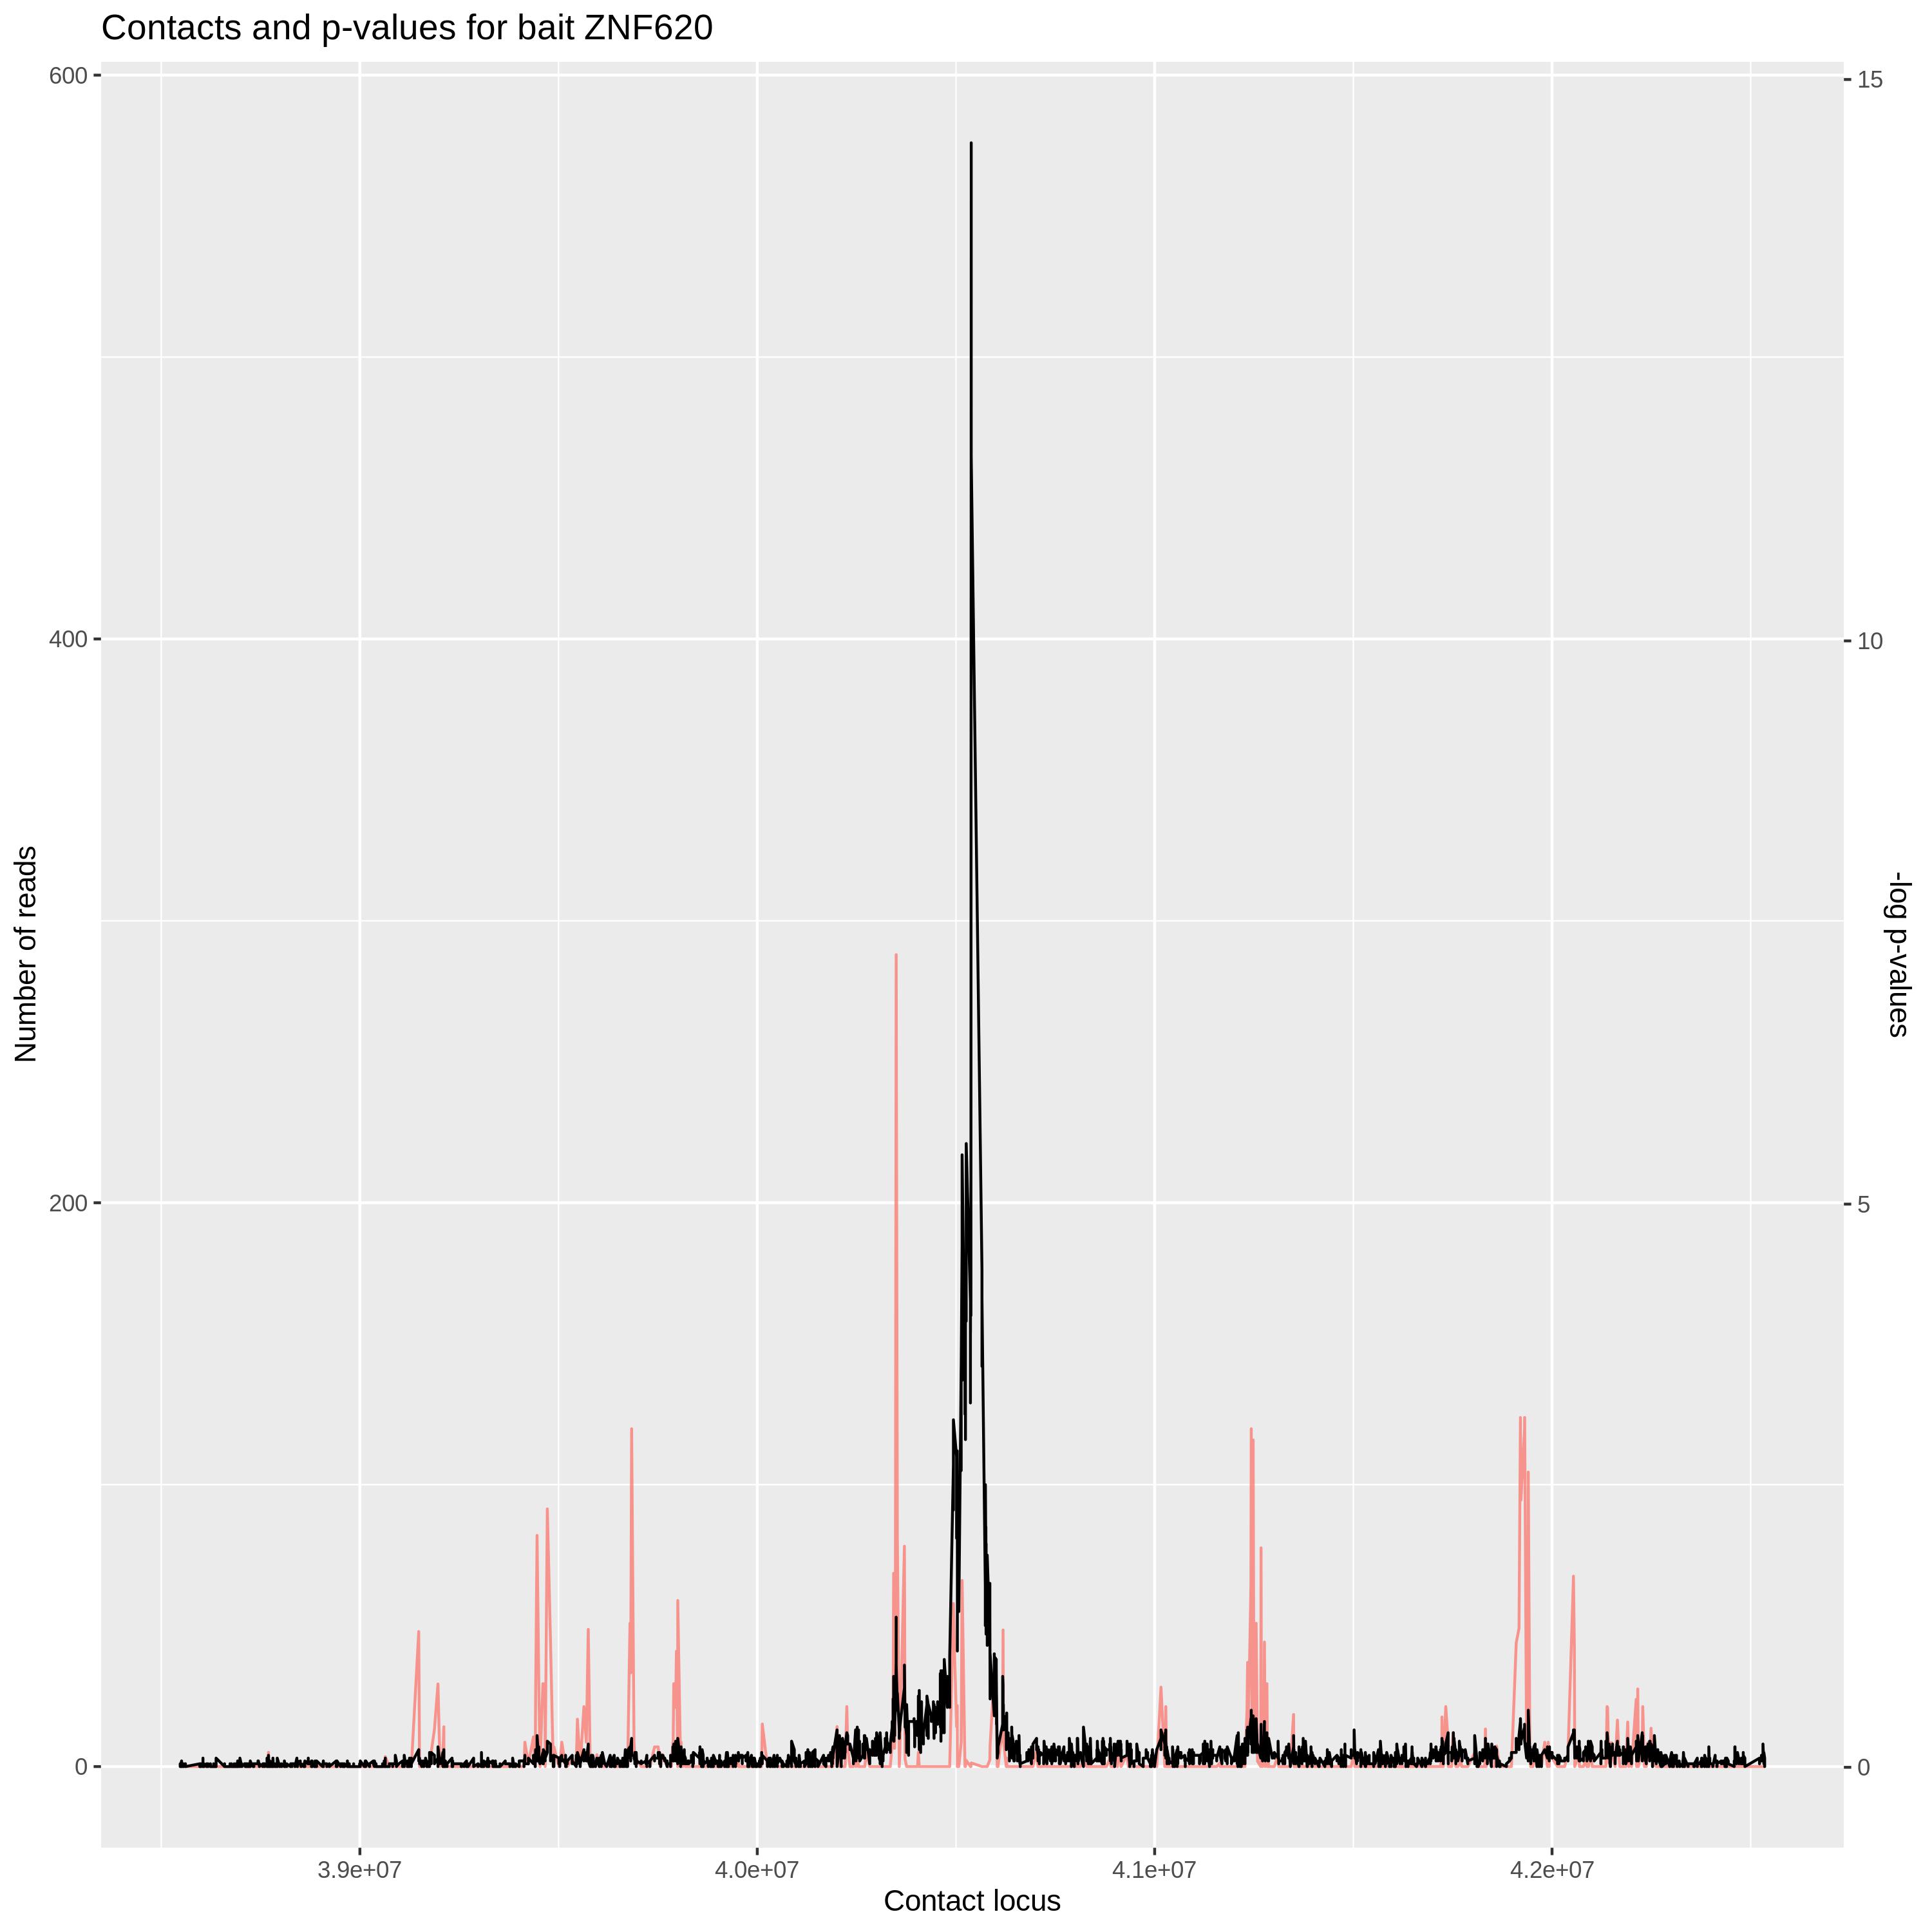 Contacts and p-values for bait ZNF620
600
400
200
0
Number of reads
15
10
5
0
-log p-values
3.9e+07
4.0e+07
4.1e+07
4.2e+07
Contact locus